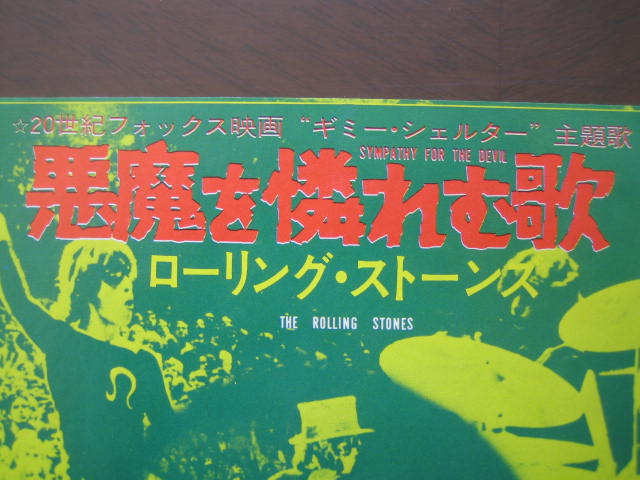 ☆20世紀フォックス映画 “ギミー・シェルター” 主題歌
SYMPATHY FOR THE DEVIL
悪魔を憐れむ歌
ローリング・ストーンズ
THE ROLLING STONES